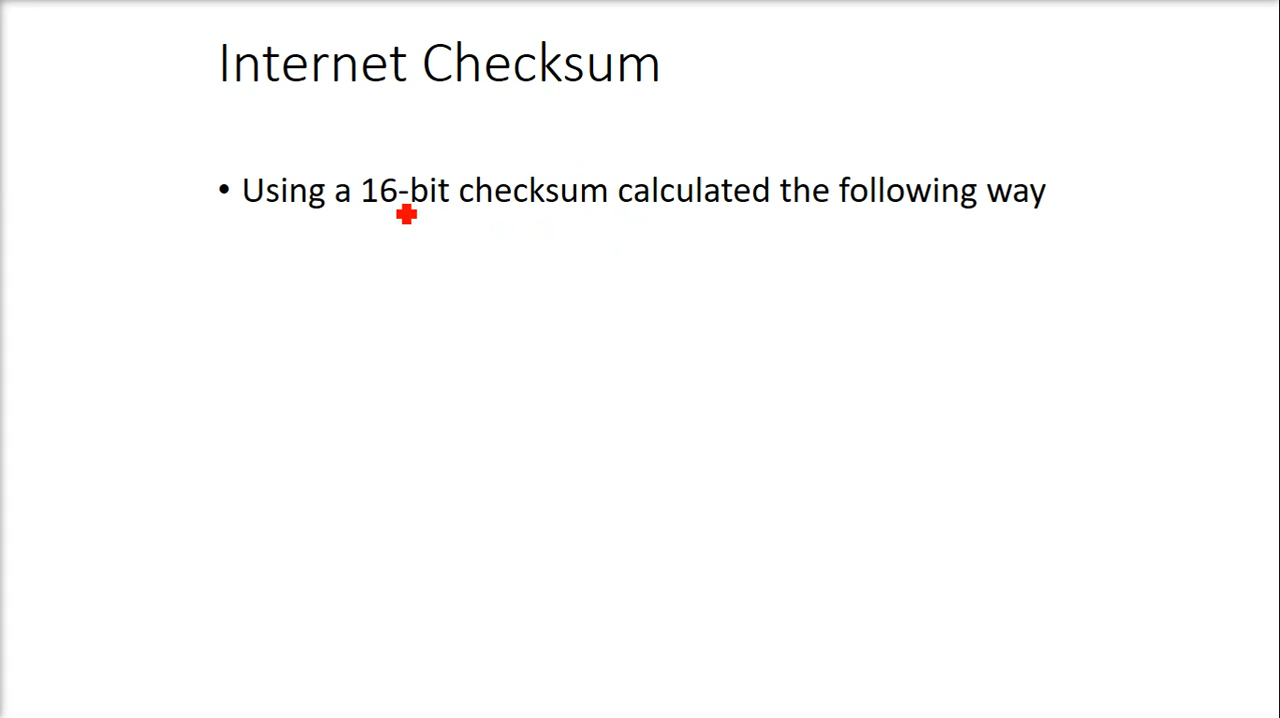 Internet Checksum
• Using a 16-bit checksum calculated the following way